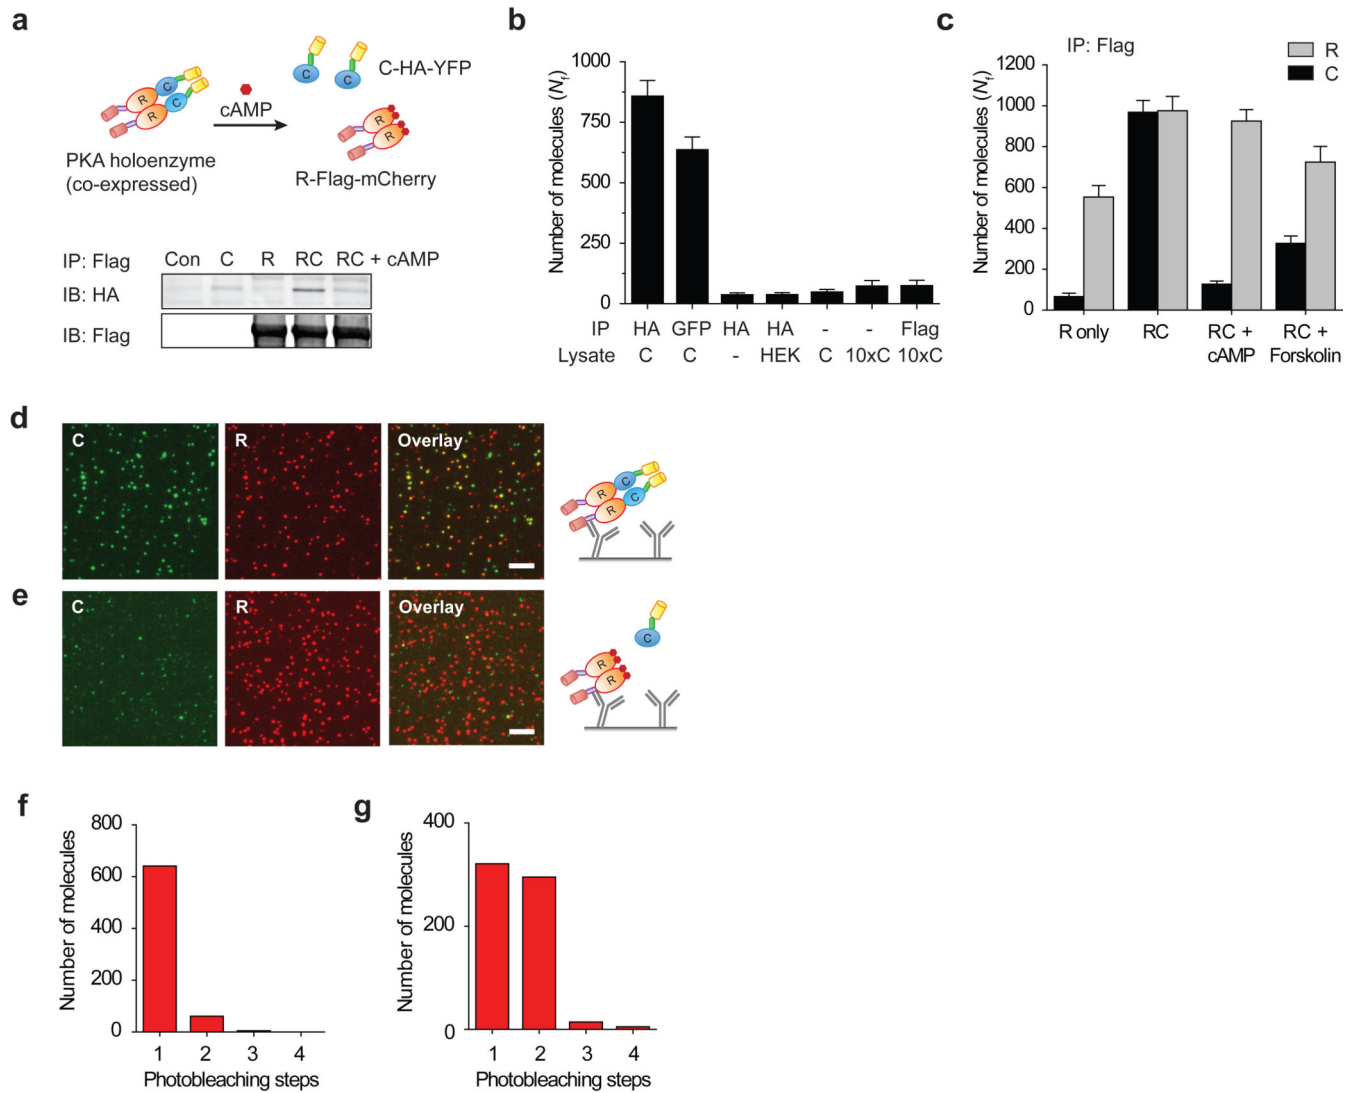 a
C
C
R
R
cAMP
C
C
C-HA-YFP
R
R
PKA holoenzyme
(co-expressed)
R-Flag-mCherry
IP: Flag Con C R RC RC + cAMP
IB: HA
IB: Flag
b
Number of molecules (Nf)
1000
750
500
250
0
IP HA GFP HA HA - - Flag
Lysate C C - HEK C 10xC 10xC
c
IP: Flag
R
C
Number of molecules (Nf)
1200
1000
800
600
400
200
0
R only RC RC + RC +
cAMP Forskolin
d
C R Overlay
C
R C
R
e
C R Overlay
C
R
R
f
Number of molecules
800
600
400
200
0
1 2 3 4
Photobleaching steps
g
Number of molecules
400
200
0
1 2 3 4
Photobleaching steps